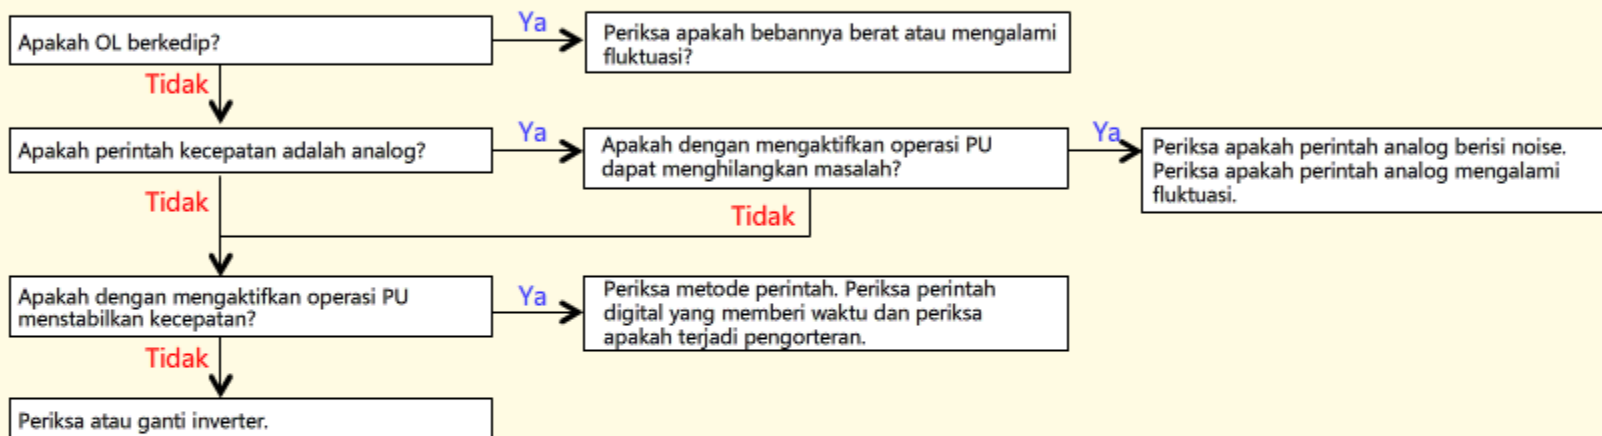 Apakah OL berkedip?
Ya
Periksa apakah bebannya berat atau mengalami
fluktuasi?
Tidak
Apakah perintah kecepatan adalah analog?
Ya
Apakah dengan mengaktifkan operasi PU
dapat menghilangkan masalah?
Ya
Periksa apakah perintah analog berisi noise.
Periksa apakah perintah analog mengalami
fluktuasi.
Tidak
Tidak
Apakah dengan mengaktifkan operasi PU
menstabilkan kecepatan?
Ya
Periksa metode perintah. Periksa perintah
digital yang memberi waktu dan periksa
apakah terjadi pengorteran.
Tidak
Periksa atau ganti inverter.